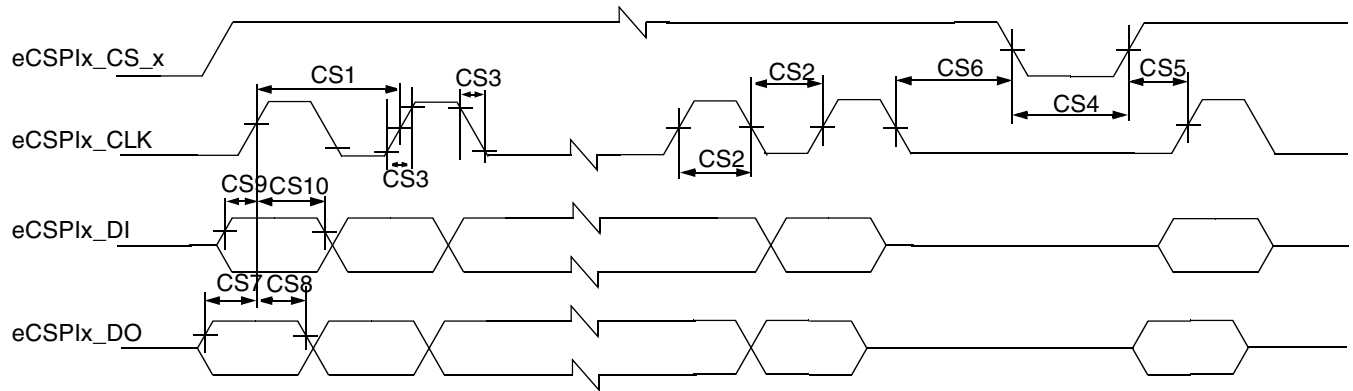 eCSPIx_CS_x
CS1
CS3
CS2
CS6
CS5
CS4
eCSPIx_CLK
CS3
CS2
CS9
CS10
eCSPIx_DI
CS7
CS8
eCSPIx_DO